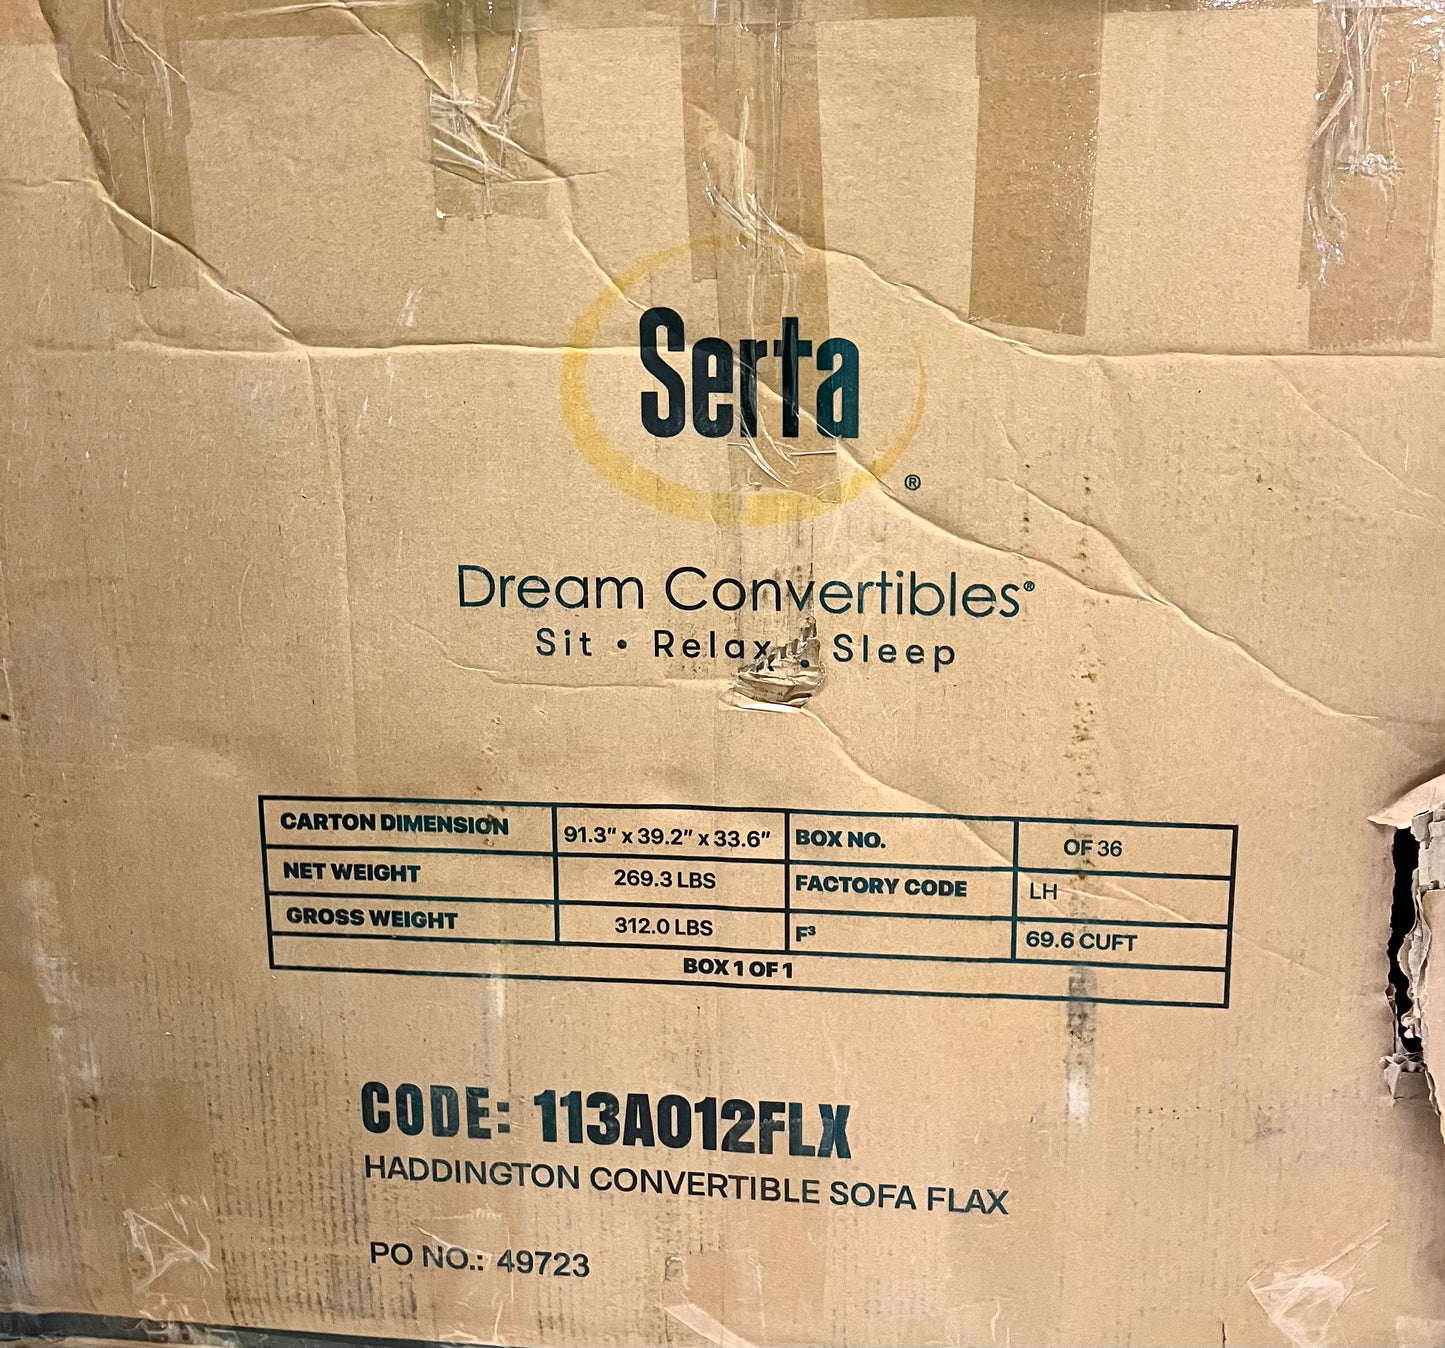 Serta®
Dream Convertibles®
Sit • Relax • Sleep
CARTON DIMENSION 91.3" x 39.2" x 33.6" BOX NO. OF 36
NET WEIGHT 269.3 LBS FACTORY CODE LH
GROSS WEIGHT 312.0 LBS F³ 69.6 CUFT
BOX 1 OF 1
CODE: 113A012FLX
HADDINGTON CONVERTIBLE SOFA FLAX
PO NO.: 49723